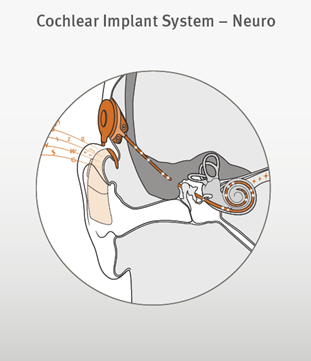 Cochlear Implant System – Neuro